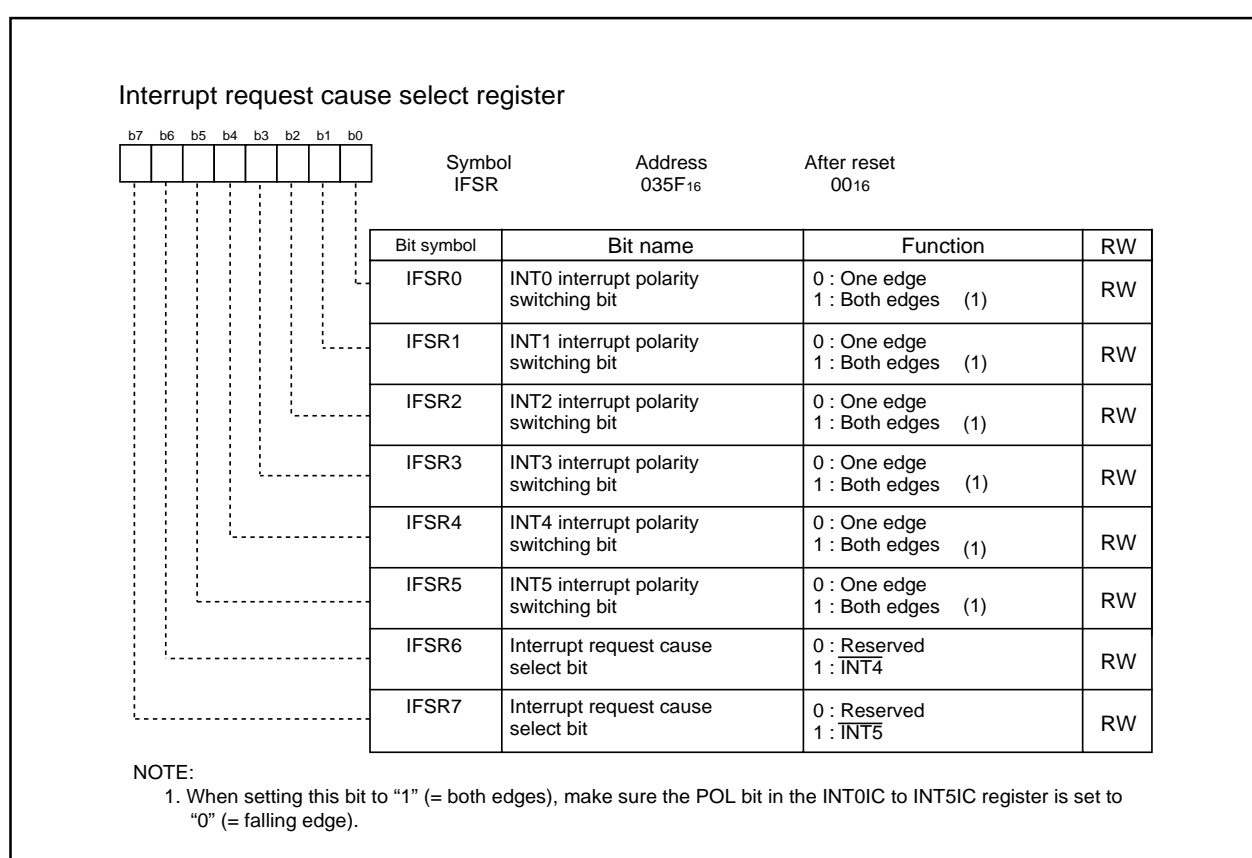 Interrupt request cause select register
b7 b6 b5 b4 b3 b2 b1 b0
Symbol Address After reset
IFSR 035F16 0016
Bit symbol Bit name Function RW
IFSR0 INT0 interrupt polarity 0 : One edge RW
switching bit 1 : Both edges (1)
IFSR1 INT1 interrupt polarity 0 : One edge RW
switching bit 1 : Both edges (1)
IFSR2 INT2 interrupt polarity 0 : One edge RW
switching bit 1 : Both edges (1)
IFSR3 INT3 interrupt polarity 0 : One edge RW
switching bit 1 : Both edges (1)
IFSR4 INT4 interrupt polarity 0 : One edge RW
switching bit 1 : Both edges (1)
IFSR5 INT5 interrupt polarity 0 : One edge RW
switching bit 1 : Both edges (1)
IFSR6 Interrupt request cause 0 : Reserved RW
select bit 1 : INT4
IFSR7 Interrupt request cause 0 : Reserved RW
select bit 1 : INT5
NOTE:
1. When setting this bit to “1” (= both edges), make sure the POL bit in the INT0IC to INT5IC register is set to
“0” (= falling edge).